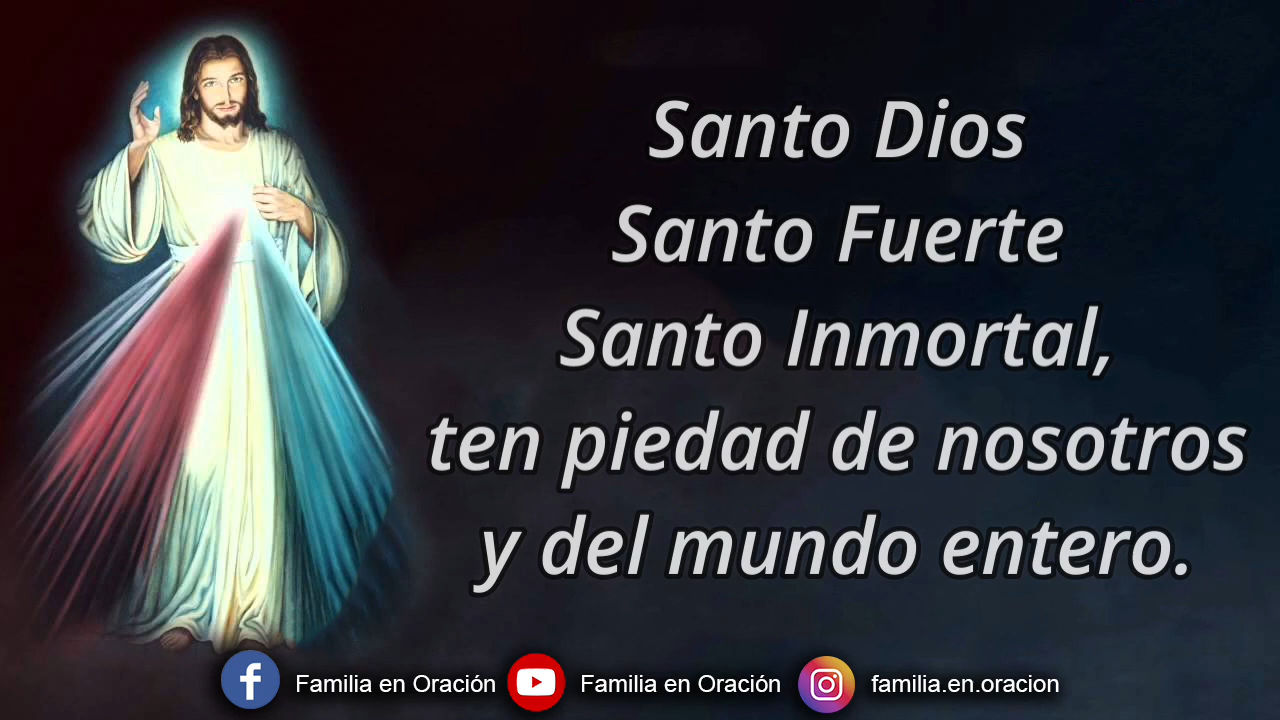 Santo Dios
Santo Fuerte
Santo Inmortal,
ten piedad de nosotros
y del mundo entero.
Familia en Oración Familia en Oración familia.en.oracion